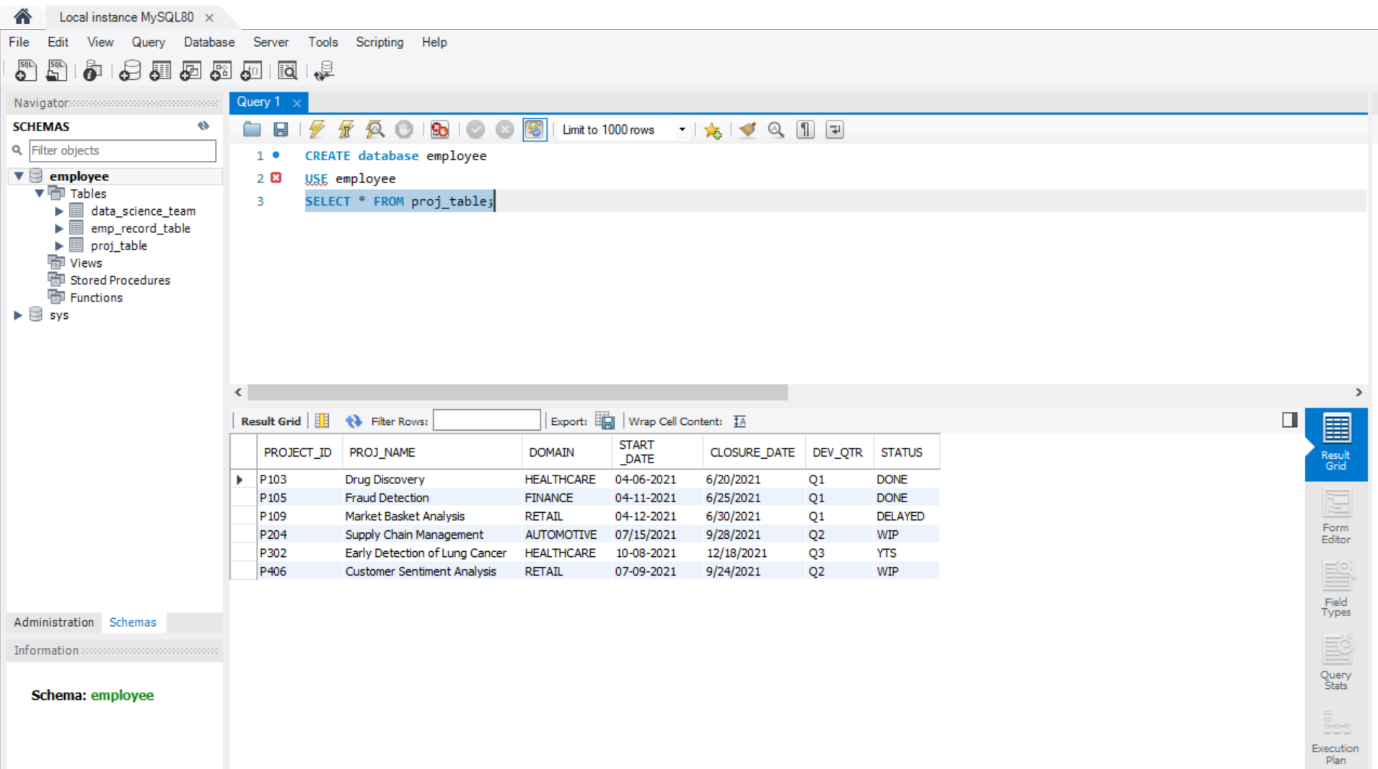 Local instance MySQL80
File Edit View Query Database Server Tools Scripting Help
Navigator
SCHEMAS
Filter objects
employee
Tables
data_science_team
emp_record_table
proj_table
Views
Stored Procedures
Functions
sys
Administration Schemas
Information
Schema: employee
Query 1
Limit to 1000 rows
1 CREATE database employee
2 USE employee
3 SELECT * FROM proj_table;
Result Grid Filter Rows: Export: Wrap Cell Content:
PROJECT_ID PROJ_NAME DOMAIN START _DATE CLOSURE_DATE DEV_QTR STATUS
P103 Drug Discovery HEALTHCARE 04-06-2021 6/20/2021 Q1 DONE
P105 Fraud Detection FINANCE 04-11-2021 6/25/2021 Q1 DONE
P109 Market Basket Analysis RETAIL 04-12-2021 6/30/2021 Q1 DELAYED
P204 Supply Chain Management AUTOMOTIVE 07/15/2021 9/28/2021 Q2 WIP
P302 Early Detection of Lung Cancer HEALTHCARE 10-08-2021 12/18/2021 Q3 YTS
P406 Customer Sentiment Analysis RETAIL 07-09-2021 9/24/2021 Q2 WIP
Result
Grid
Form
Editor
Field
Types
Query
Stats
Execution
Plan